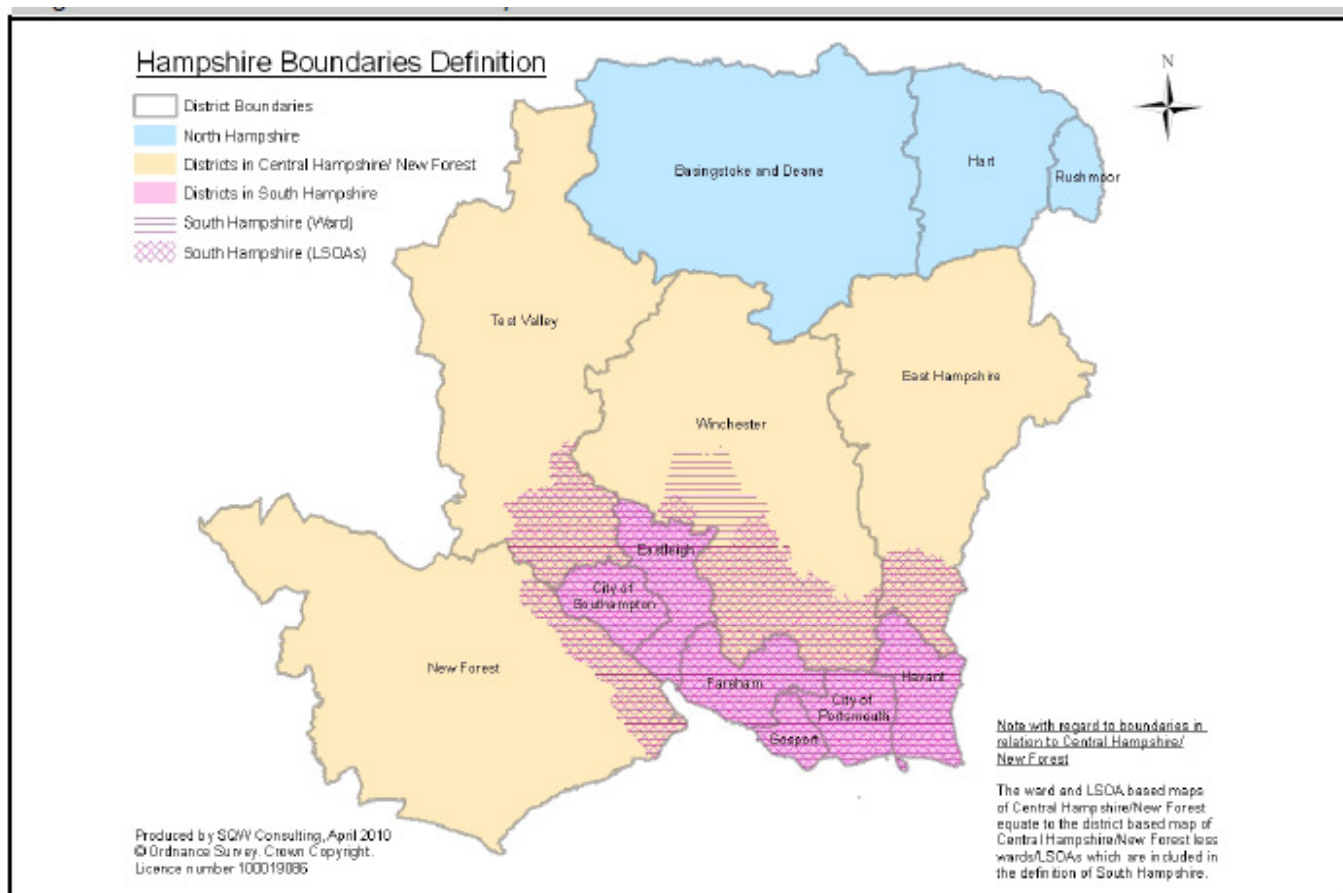 Hampshire Boundaries Definition
District Boundaries
North Hampshire
Districts in Central Hampshire/ New Forest
Districts in South Hampshire
South Hampshire (Ward)
South Hampshire (LSOAs)
N
Basingstoke and Deane
Hart
Rushmoor
Test Valley
East Hampshire
Winchester
Eastleigh
City of
Southampton
New Forest
Fareham
Havant
City of
Portsmouth
Gosport
Note with regard to boundaries in
relation to Central Hampshire/
New Forest
The ward and LSOA based maps
of Central Hampshire/New Forest
equate to the district based map of
Central Hampshire/New Forest less
wards/LSOAs which are included in
the definition of South Hampshire.
Produced by SQW Consulting, April 2010
© Ordnance Survey. Crown Copyright.
Licence number 100019086